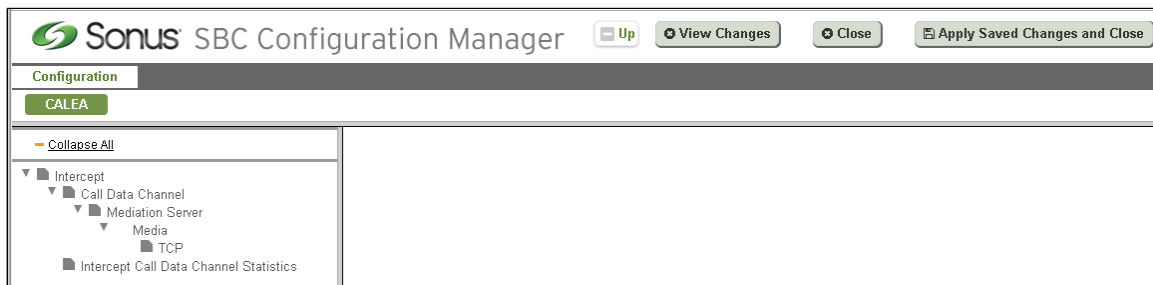 Sonus SBC Configuration Manager Up View Changes Close Apply Saved Changes and Close
Configuration
CALEA
Collapse All
Intercept
Call Data Channel
Mediation Server
Media
TCP
Intercept Call Data Channel Statistics